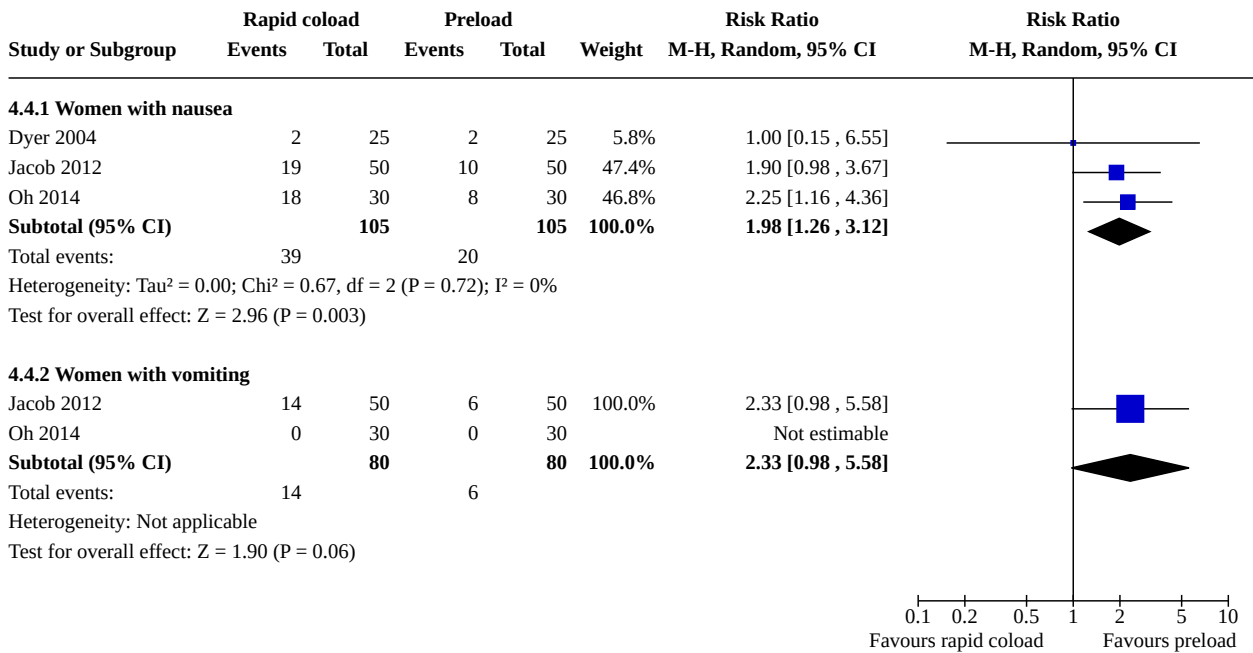 Rapid coload Preload Risk Ratio Risk Ratio
Study or Subgroup Events Total Events Total Weight M-H, Random, 95% CI M-H, Random, 95% CI
4.4.1 Women with nausea
Dyer 2004 2 25 2 25 5.8% 1.00 [0.15 , 6.55]
Jacob 2012 19 50 10 50 47.4% 1.90 [0.98 , 3.67]
Oh 2014 18 30 8 30 46.8% 2.25 [1.16 , 4.36]
Subtotal (95% CI) 105 105 100.0% 1.98 [1.26 , 3.12]
Total events: 39 20
Heterogeneity: Tau² = 0.00; Chi² = 0.67, df = 2 (P = 0.72); I² = 0%
Test for overall effect: Z = 2.96 (P = 0.003)
4.4.2 Women with vomiting
Jacob 2012 14 50 6 50 100.0% 2.33 [0.98 , 5.58]
Oh 2014 0 30 0 30 Not estimable
Subtotal (95% CI) 80 80 100.0% 2.33 [0.98 , 5.58]
Total events: 14 6
Heterogeneity: Not applicable
Test for overall effect: Z = 1.90 (P = 0.06)
0.1 0.2 0.5 1 2 5 10
Favours rapid coload Favours preload